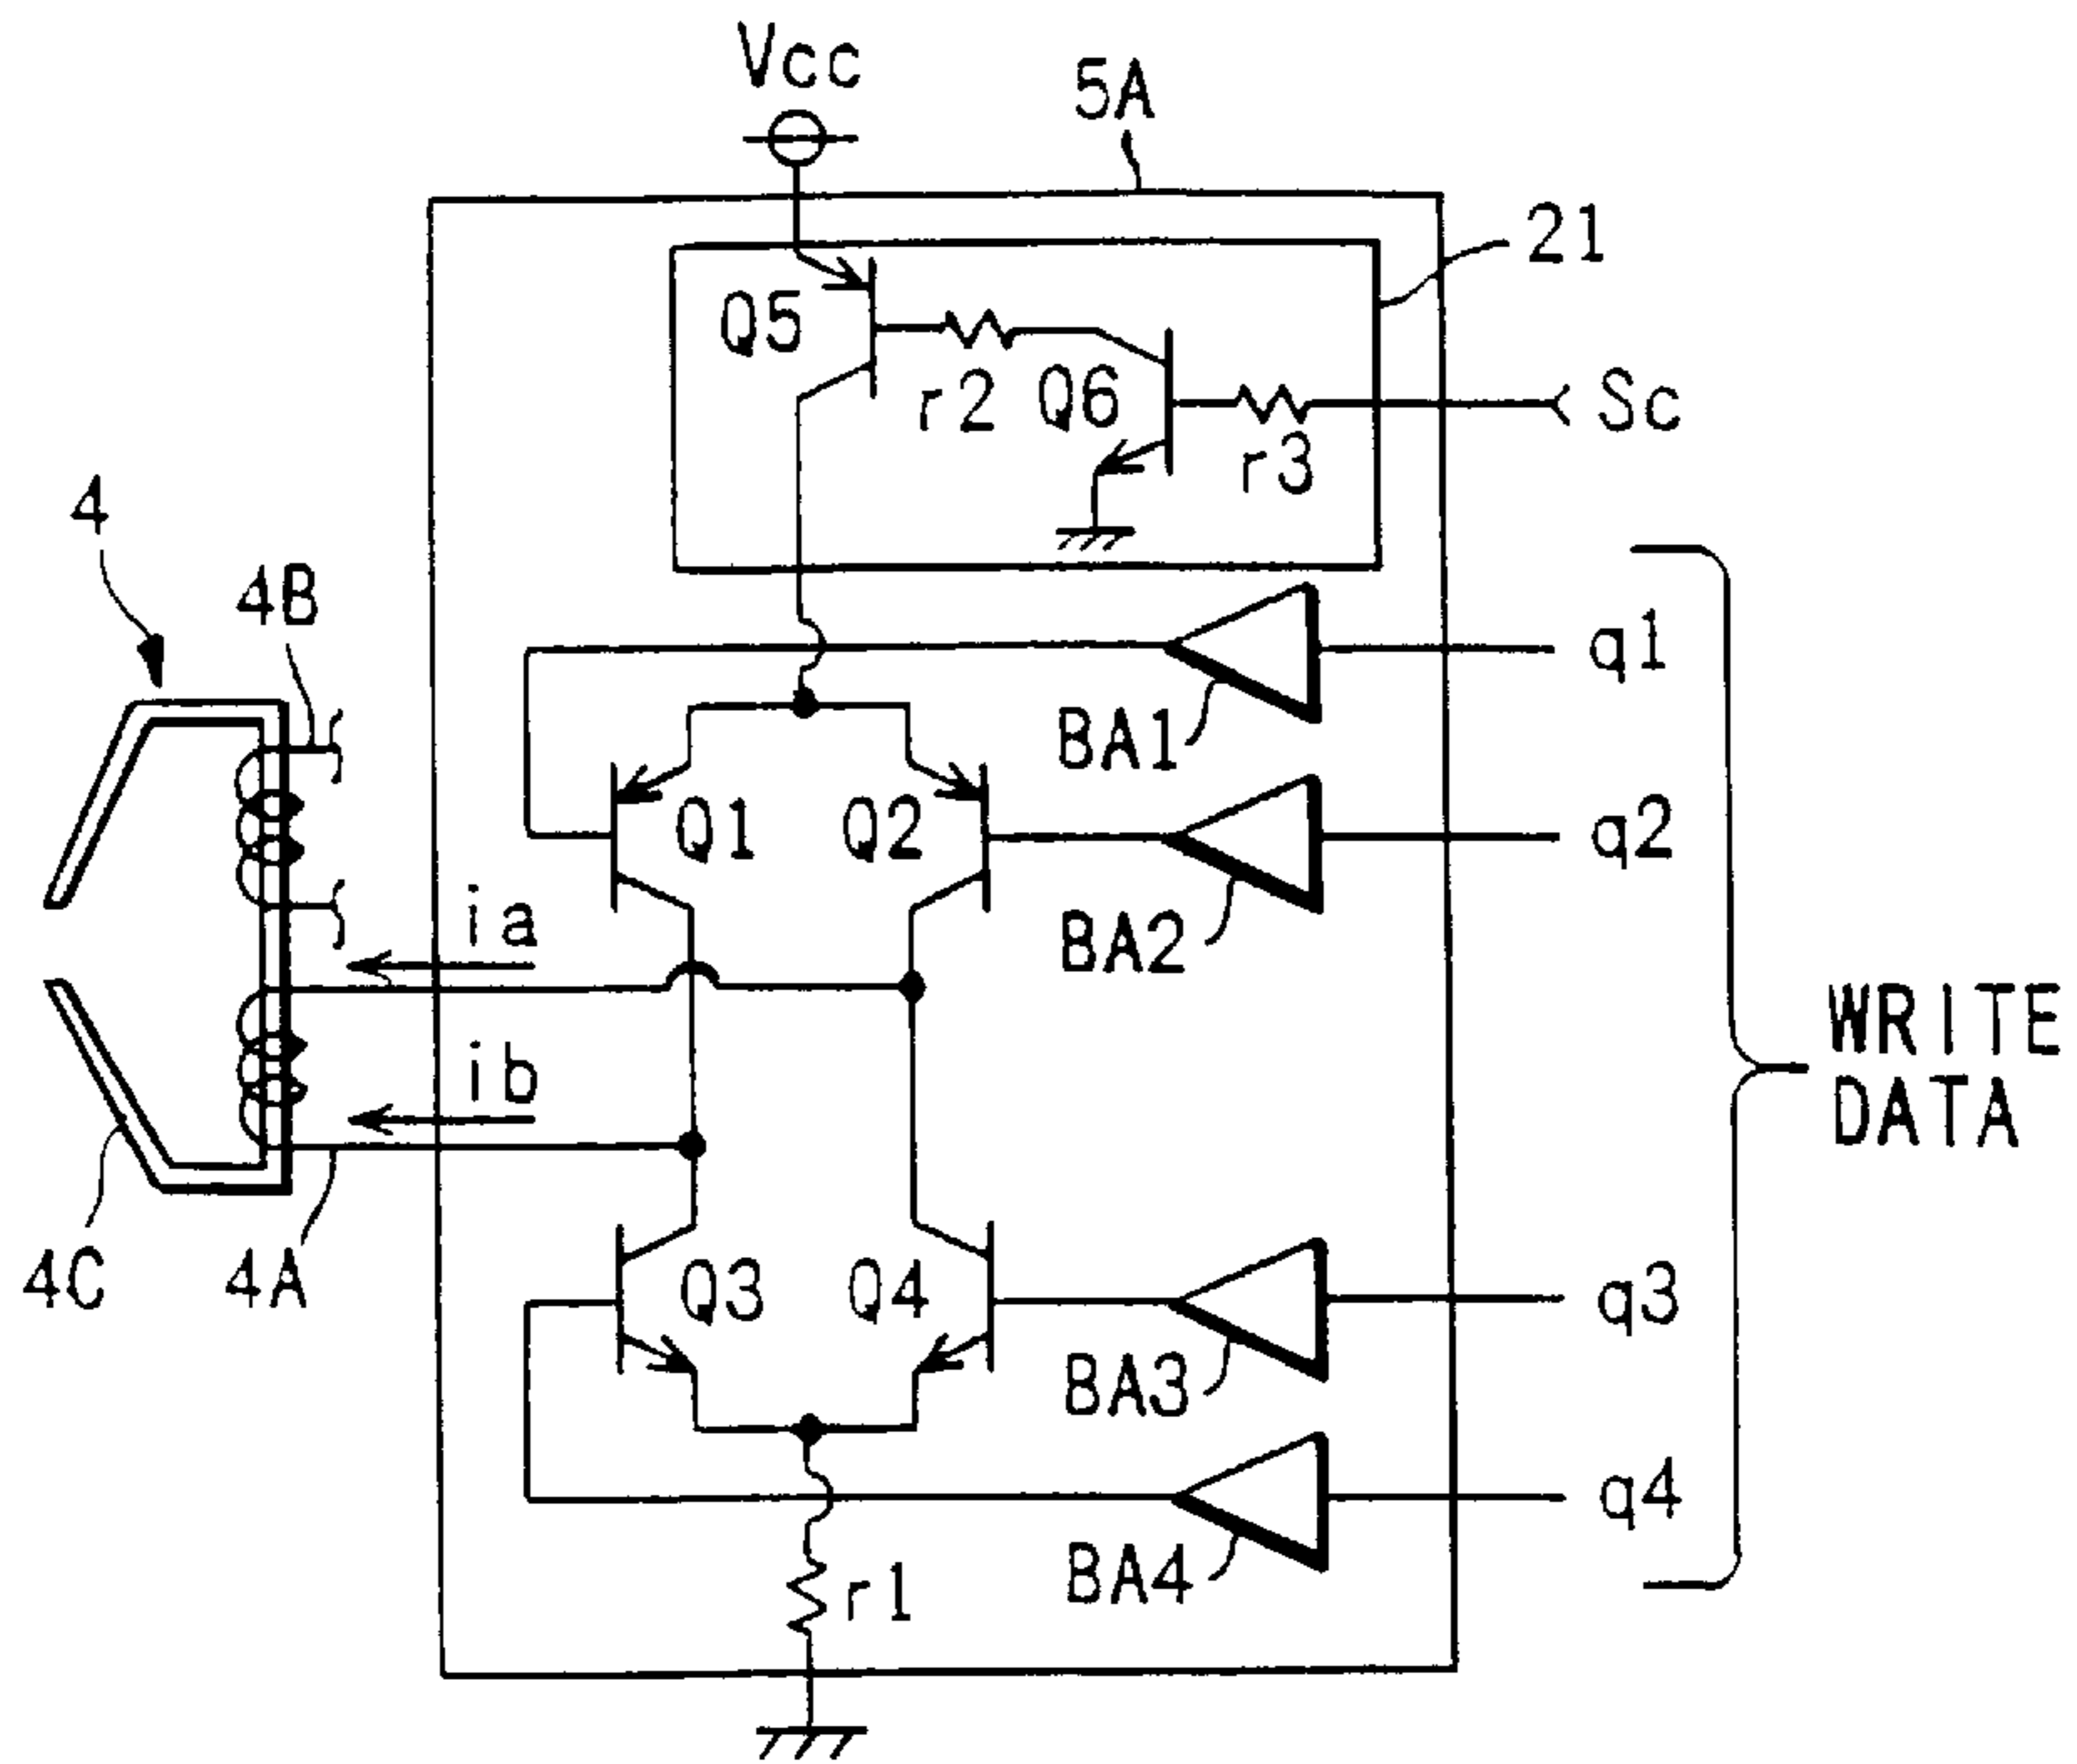 Vcc
5A
21
Q5
r2
Q6
r3
Sc
4
4B
q1
BA1
Q1
Q2
q2
BA2
ia
WRITE
DATA
ib
4C
4A
Q3
Q4
q3
BA3
q4
BA4
r1